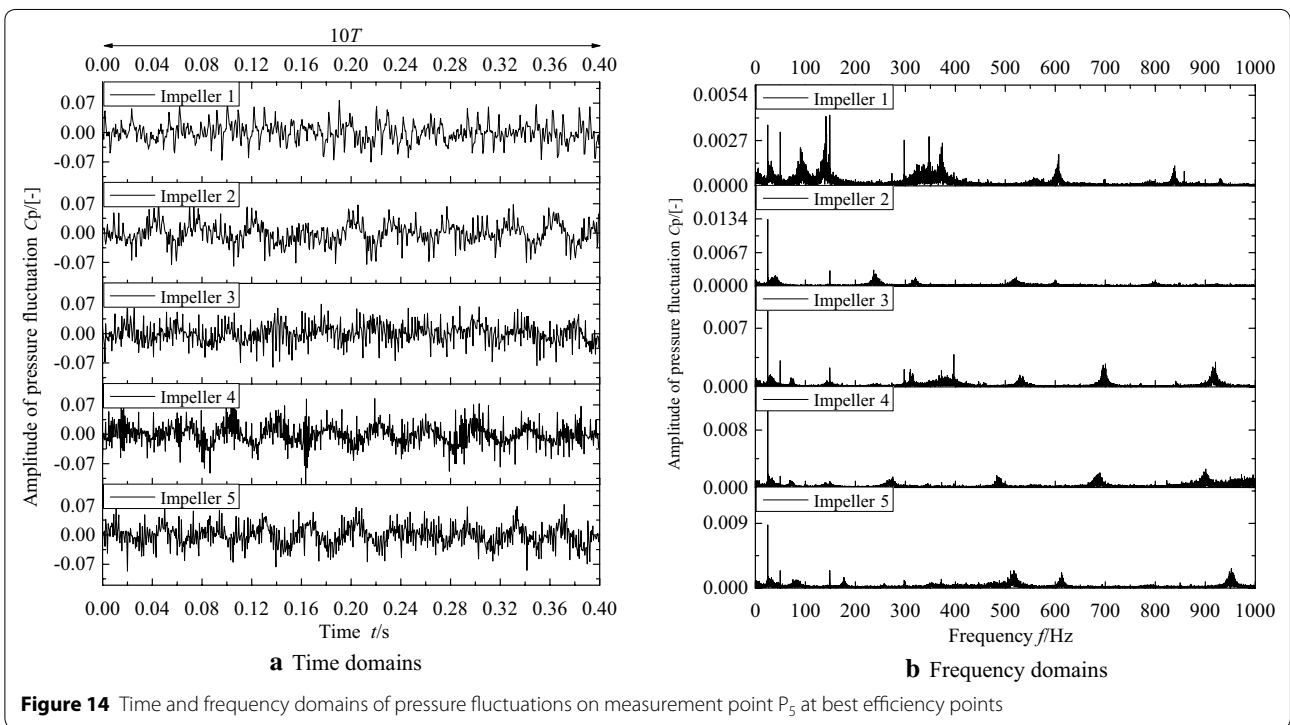 10T
0.00 0.04 0.08 0.12 0.16 0.20 0.24 0.28 0.32 0.36 0.40
Amplitude of pressure fluctuation Cp/[-]
Impeller 1
0.07
0.00
-0.07
Impeller 2
0.07
0.00
-0.07
Impeller 3
0.07
0.00
-0.07
Impeller 4
0.07
0.00
-0.07
Impeller 5
0.07
0.00
-0.07
0.00 0.04 0.08 0.12 0.16 0.20 0.24 0.28 0.32 0.36 0.40
Time t/s
a Time domains
0 100 200 300 400 500 600 700 800 900 1000
Amplitude of pressure fluctuation Cp/[-]
0.0054
Impeller 1
0.0027
0.0000
Impeller 2
0.0134
0.0067
0.0000
Impeller 3
0.007
0.000
Impeller 4
0.008
0.000
Impeller 5
0.009
0.000
0 100 200 300 400 500 600 700 800 900 1000
Frequency f/Hz
b Frequency domains
Figure 14 Time and frequency domains of pressure fluctuations on measurement point P₅ at best efficiency points